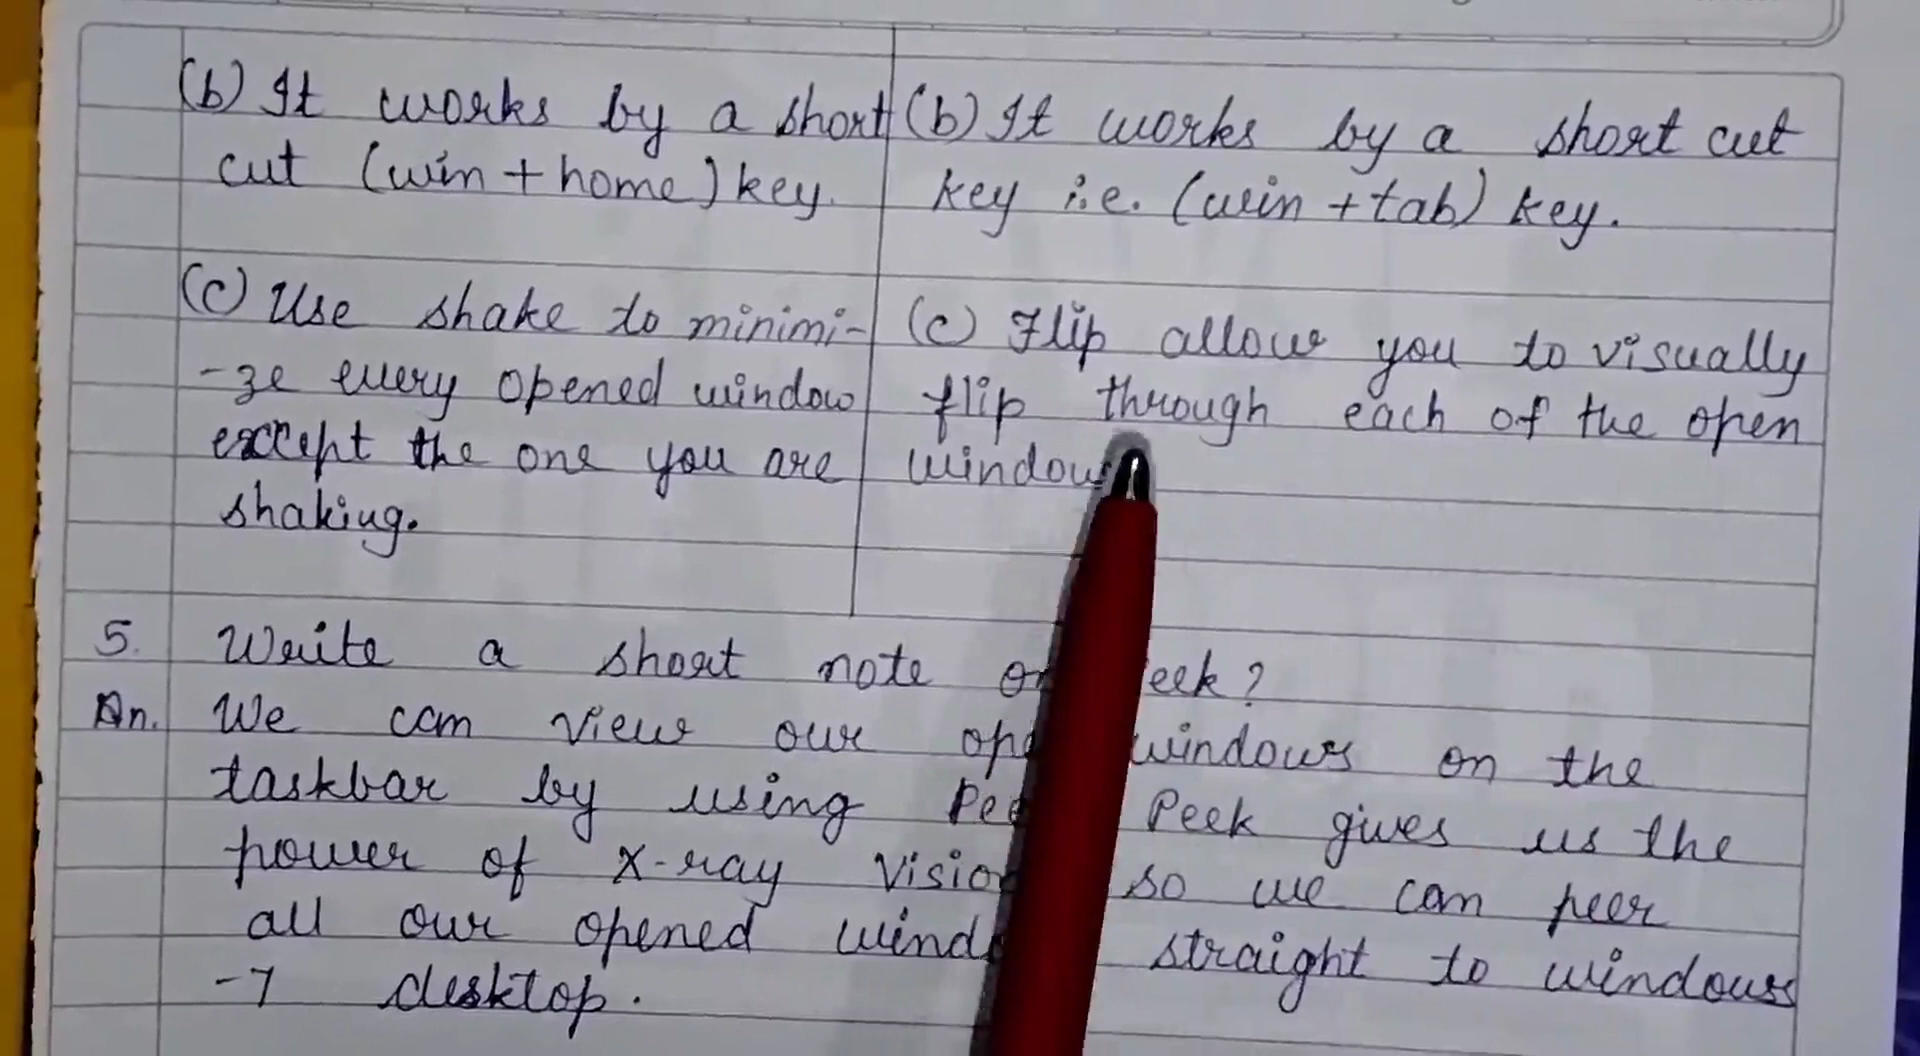 (b) It works by a short
cut (win + home) key.
(c) Use shake to minimi-
-ze every opened window
except the one you are
shaking.
(b) It works by a short cut
key i.e. (win + tab) key.
(c) Flip allow you to visually
flip through each of the open
window
5. Write a short note eek?
An. We can view our windows on the
taskbar by using Peek gives us the
power of x-ray so we can peer
all our opened straight to windows
-7 desktop.